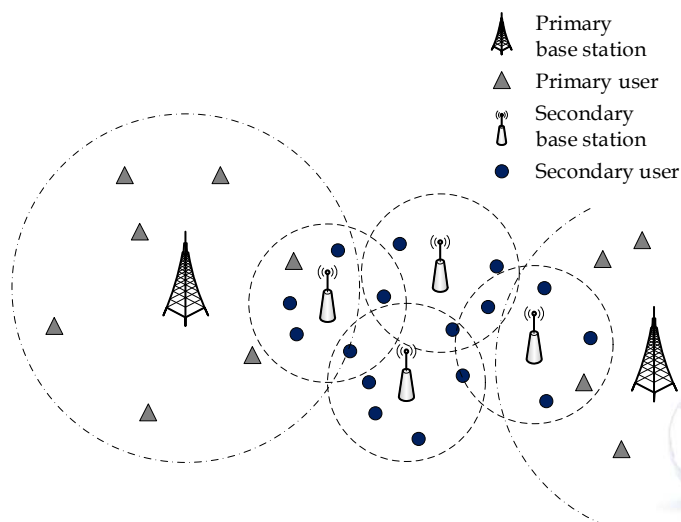 Primary
base station
Primary user
Secondary
base station
Secondary user